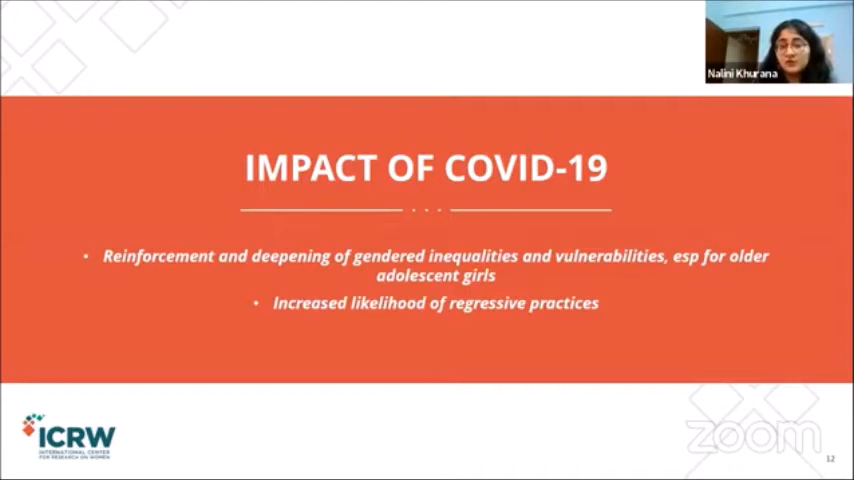 Nalini Khurana
IMPACT OF COVID-19
• Reinforcement and deepening of gendered inequalities and vulnerabilities, esp for older
adolescent girls
• Increased likelihood of regressive practices
ICRW
INTERNATIONAL CENTER
FOR RESEARCH ON WOMEN
zoom
12